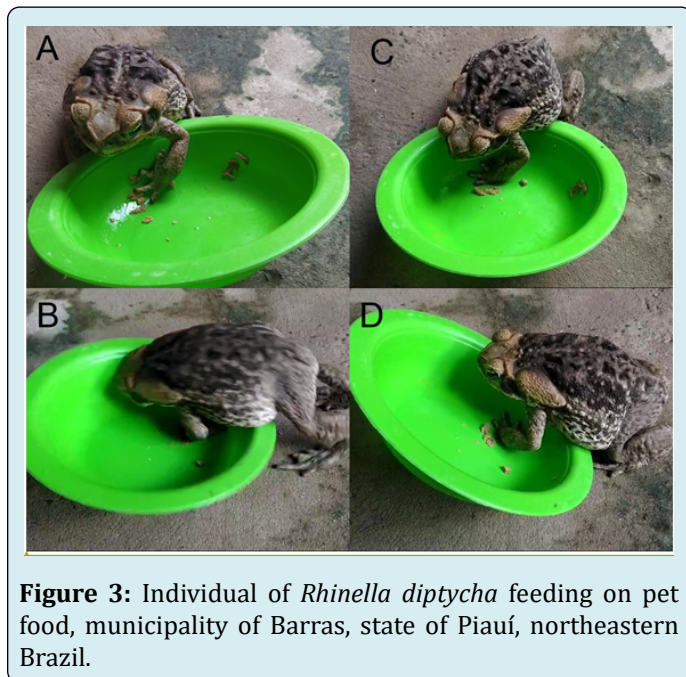 A
C
B
D
Figure 3: Individual of Rhinella diptycha feeding on pet
food, municipality of Barras, state of Piauí, northeastern
Brazil.